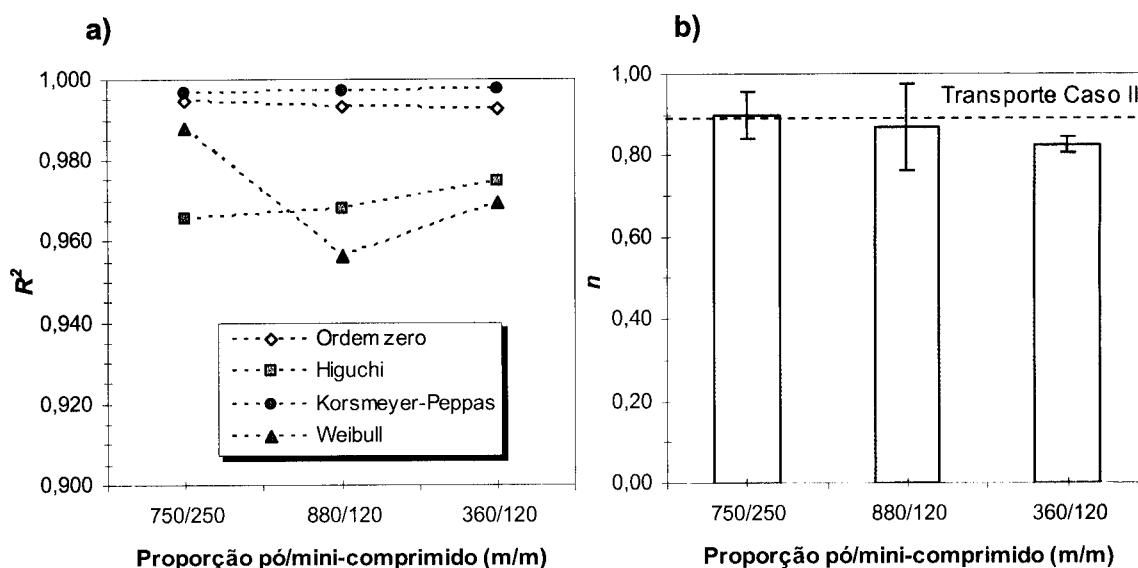 a)
1,000
0,980
0,960
0,940
0,920
0,900
R²
Ordem zero
Higuchi
Korsmeyer-Peppas
Weibull
750/250
880/120
360/120
Proporção pó/mini-comprimido (m/m)
b)
1,00
0,80
0,60
0,40
0,20
0,00
n
Transporte Caso II
750/250
880/120
360/120
Proporção pó/mini-comprimido (m/m)